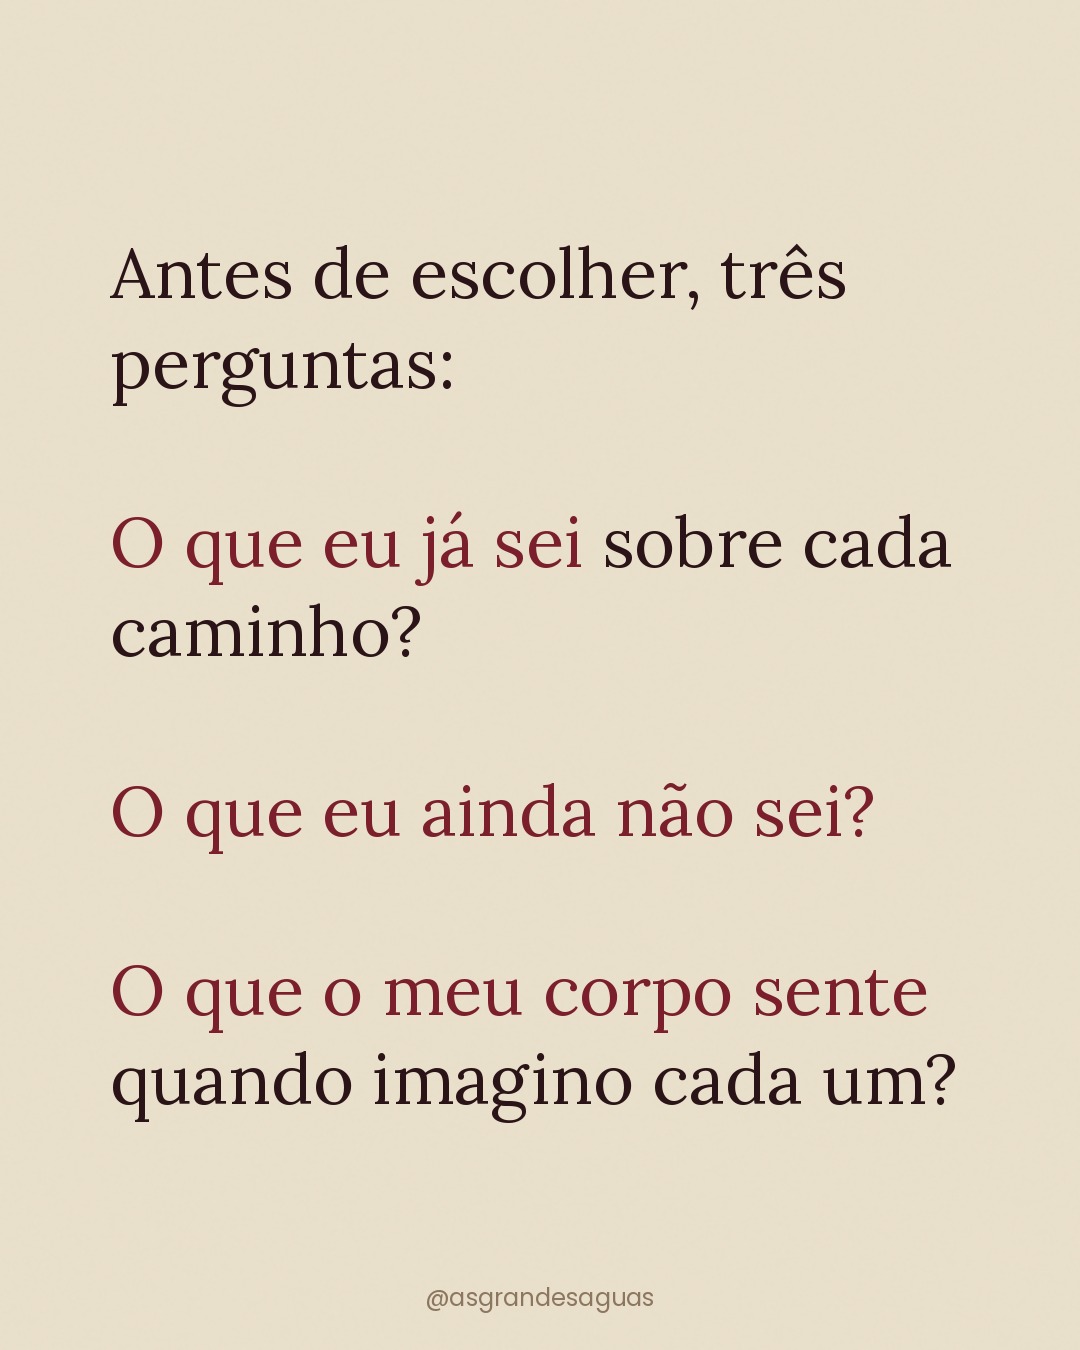 Antes de escolher, três
perguntas:
O que eu já sei sobre cada
caminho?
O que eu ainda não sei?
O que o meu corpo sente
quando imagino cada um?
@asgrandesaguas